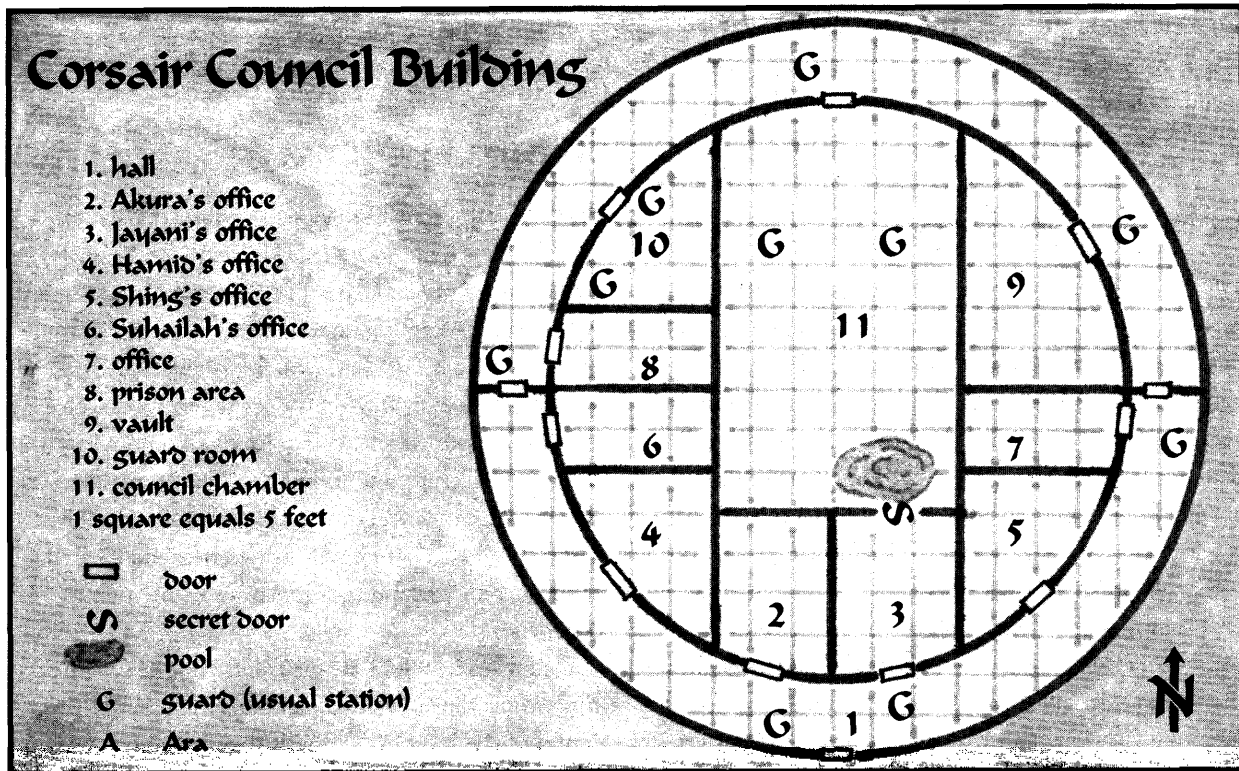 Corsair Council Building
1. hall
2. Akura's office
3. Jayani's office
4. Hamid's office
5. Shing's office
6. Suhailah's office
7. office
8. prison area
9. vault
10. guard room
11. council chamber
1 square equals 5 feet
door
S secret door
pool
G guard (usual station)
A Ara
G
G
10
G
G
G
G
9
11
G
8
G
6
7
4
S
5
2
3
G
1
G
N